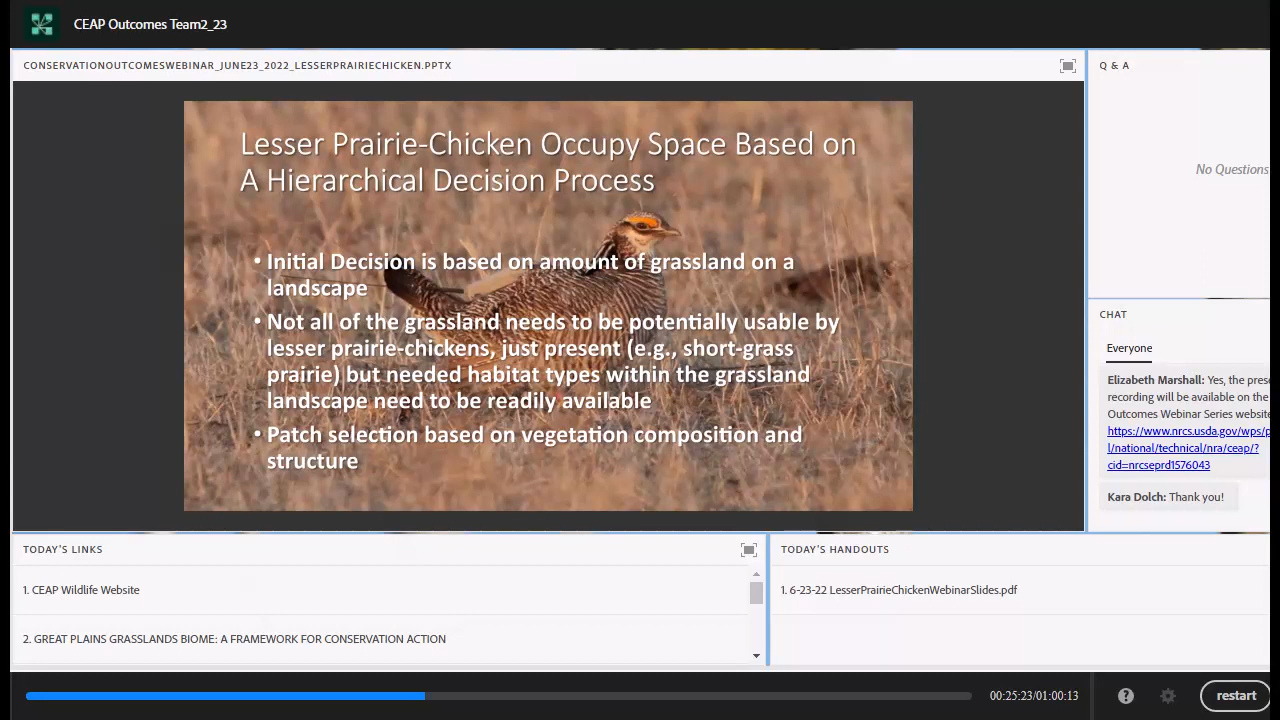 CEAP Outcomes Team2_23
CONSERVATIONOUTCOMESWEBINAR_JUNE23_2022_LESSERPRAIRIECHICKEN.PPTX
Q & A
Lesser Prairie-Chicken Occupy Space Based on
A Hierarchical Decision Process
• Initial Decision is based on amount of grassland on a
landscape
• Not all of the grassland needs to be potentially usable by
lesser prairie-chickens, just present (e.g., short-grass
prairie) but needed habitat types within the grassland
landscape need to be readily available
• Patch selection based on vegetation composition and
structure
No Questions
CHAT
Everyone
Elizabeth Marshall: Yes, the prese
recording will be available on the
Outcomes Webinar Series website
https://www.nrcs.usda.gov/wps/p
l/national/technical/nra/ceap/?
cid=nrcseprd1576043
Kara Dolch: Thank you!
TODAY'S LINKS
1. CEAP Wildlife Website
2. GREAT PLAINS GRASSLANDS BIOME: A FRAMEWORK FOR CONSERVATION ACTION
TODAY'S HANDOUTS
1. 6-23-22 LesserPrairieChickenWebinarSlides.pdf
00:25:23/01:00:13
?
restart